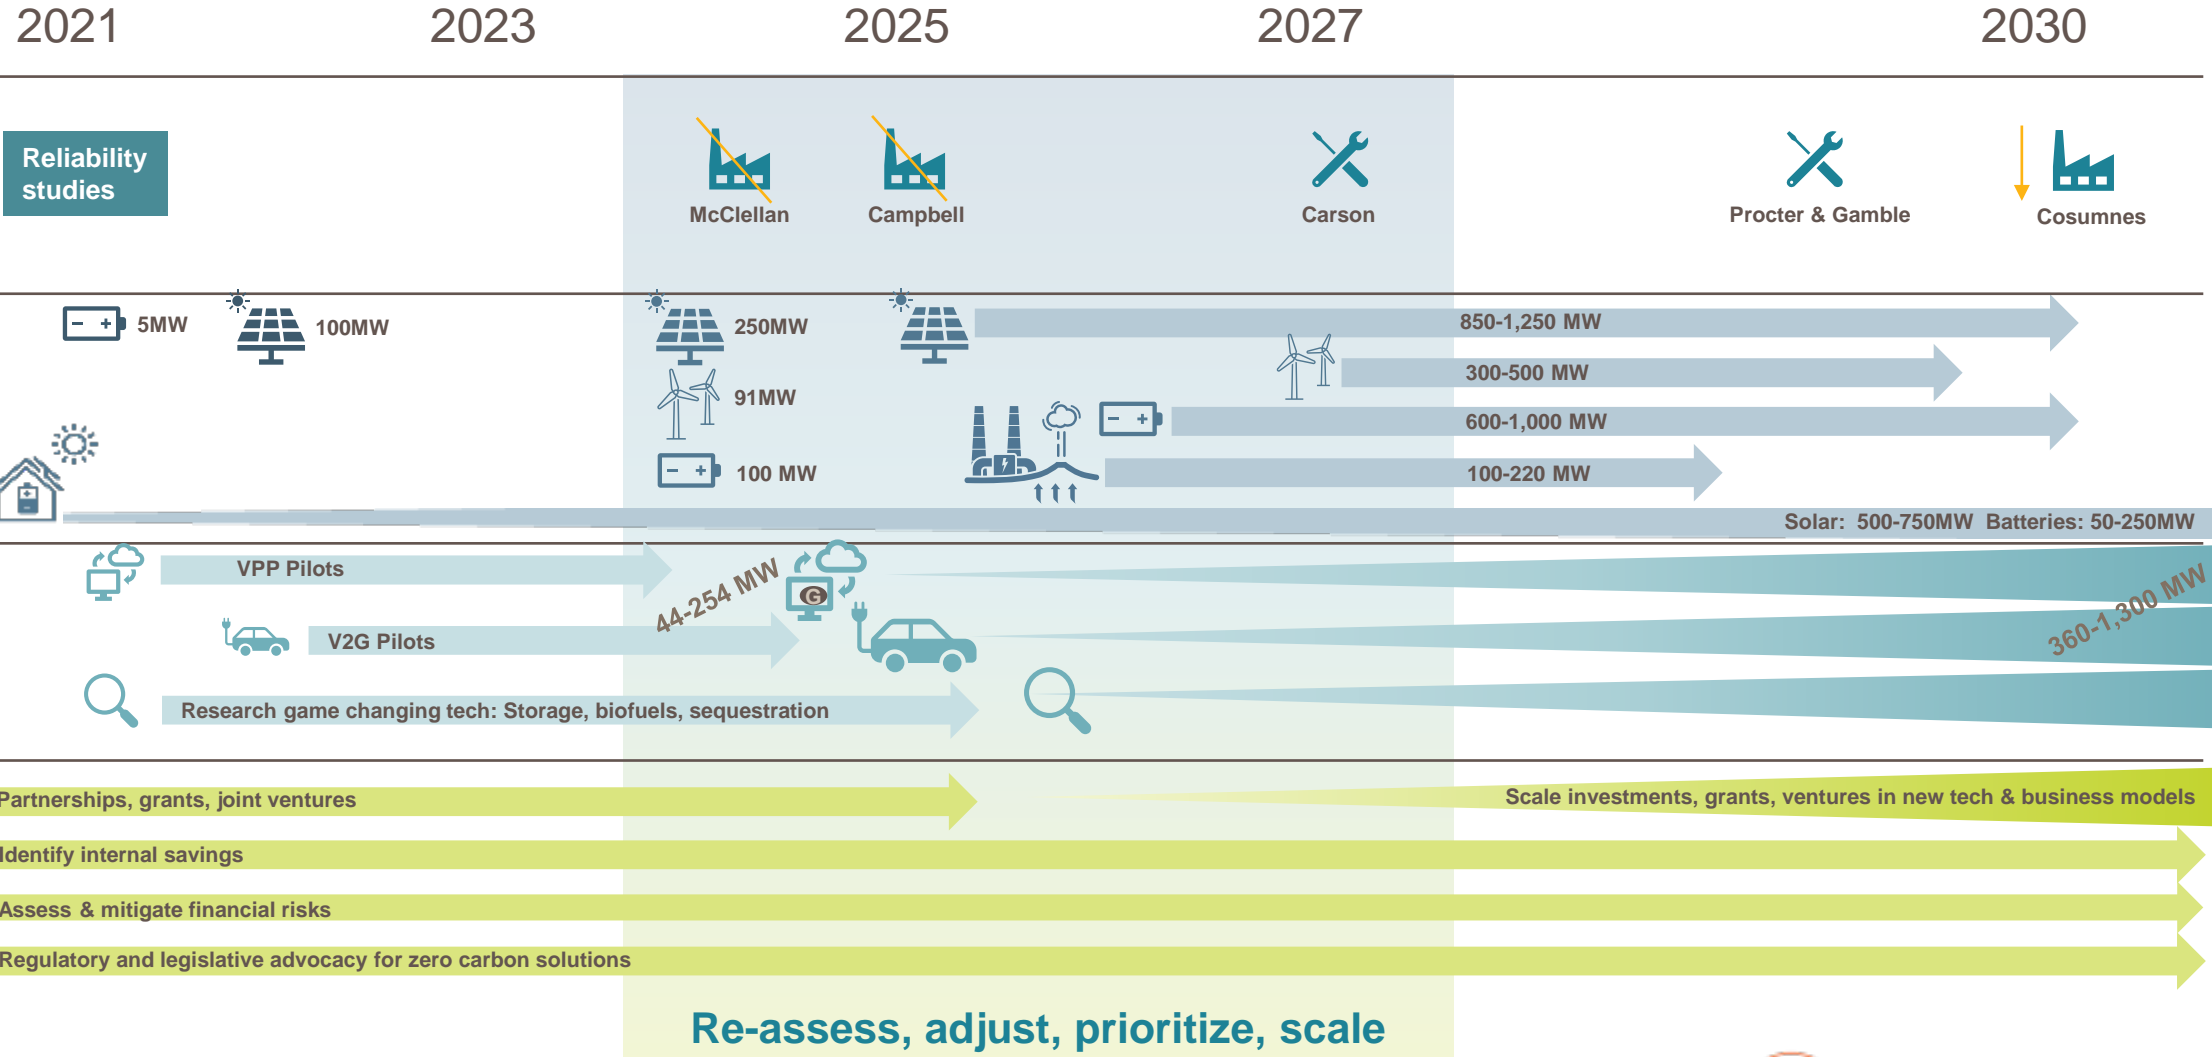 2021 2023 2025 2027 2030
Reliability
studies
McClellan Campbell Carson Procter & Gamble Cosumnes
5MW 100MW 250MW 850-1,250 MW
91MW 300-500 MW
600-1,000 MW
100 MW 100-220 MW
Solar: 500-750MW Batteries: 50-250MW
VPP Pilots
44-254 MW
G
360-1,300 MW
V2G Pilots
Research game changing tech: Storage, biofuels, sequestration
Partnerships, grants, joint ventures
Scale investments, grants, ventures in new tech & business models
Identify internal savings
Assess & mitigate financial risks
Regulatory and legislative advocacy for zero carbon solutions
Re-assess, adjust, prioritize, scale